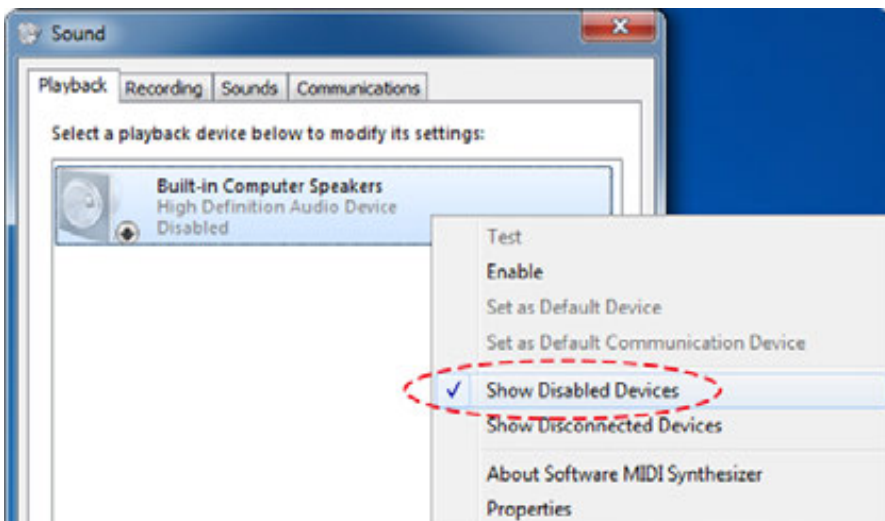 Sound
Playback Recording Sounds Communications
Select a playback device below to modify its settings:
Built-in Computer Speakers
High Definition Audio Device
Disabled
Test
Enable
Set as Default Device
Set as Default Communication Device
Show Disabled Devices
Show Disconnected Devices
About Software MIDI Synthesizer
Properties